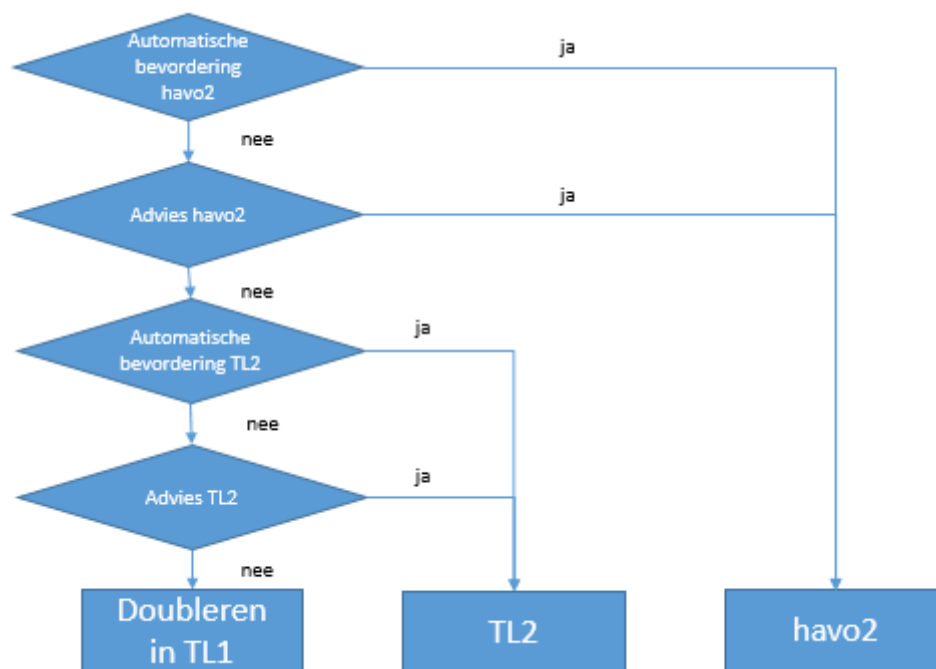 Automatische
bevordering
havo2
ja
nee
Advies havo2
ja
nee
Automatische
bevordering TL2
ja
nee
Advies TL2
ja
nee
Doubleren
in TL1
TL2
havo2